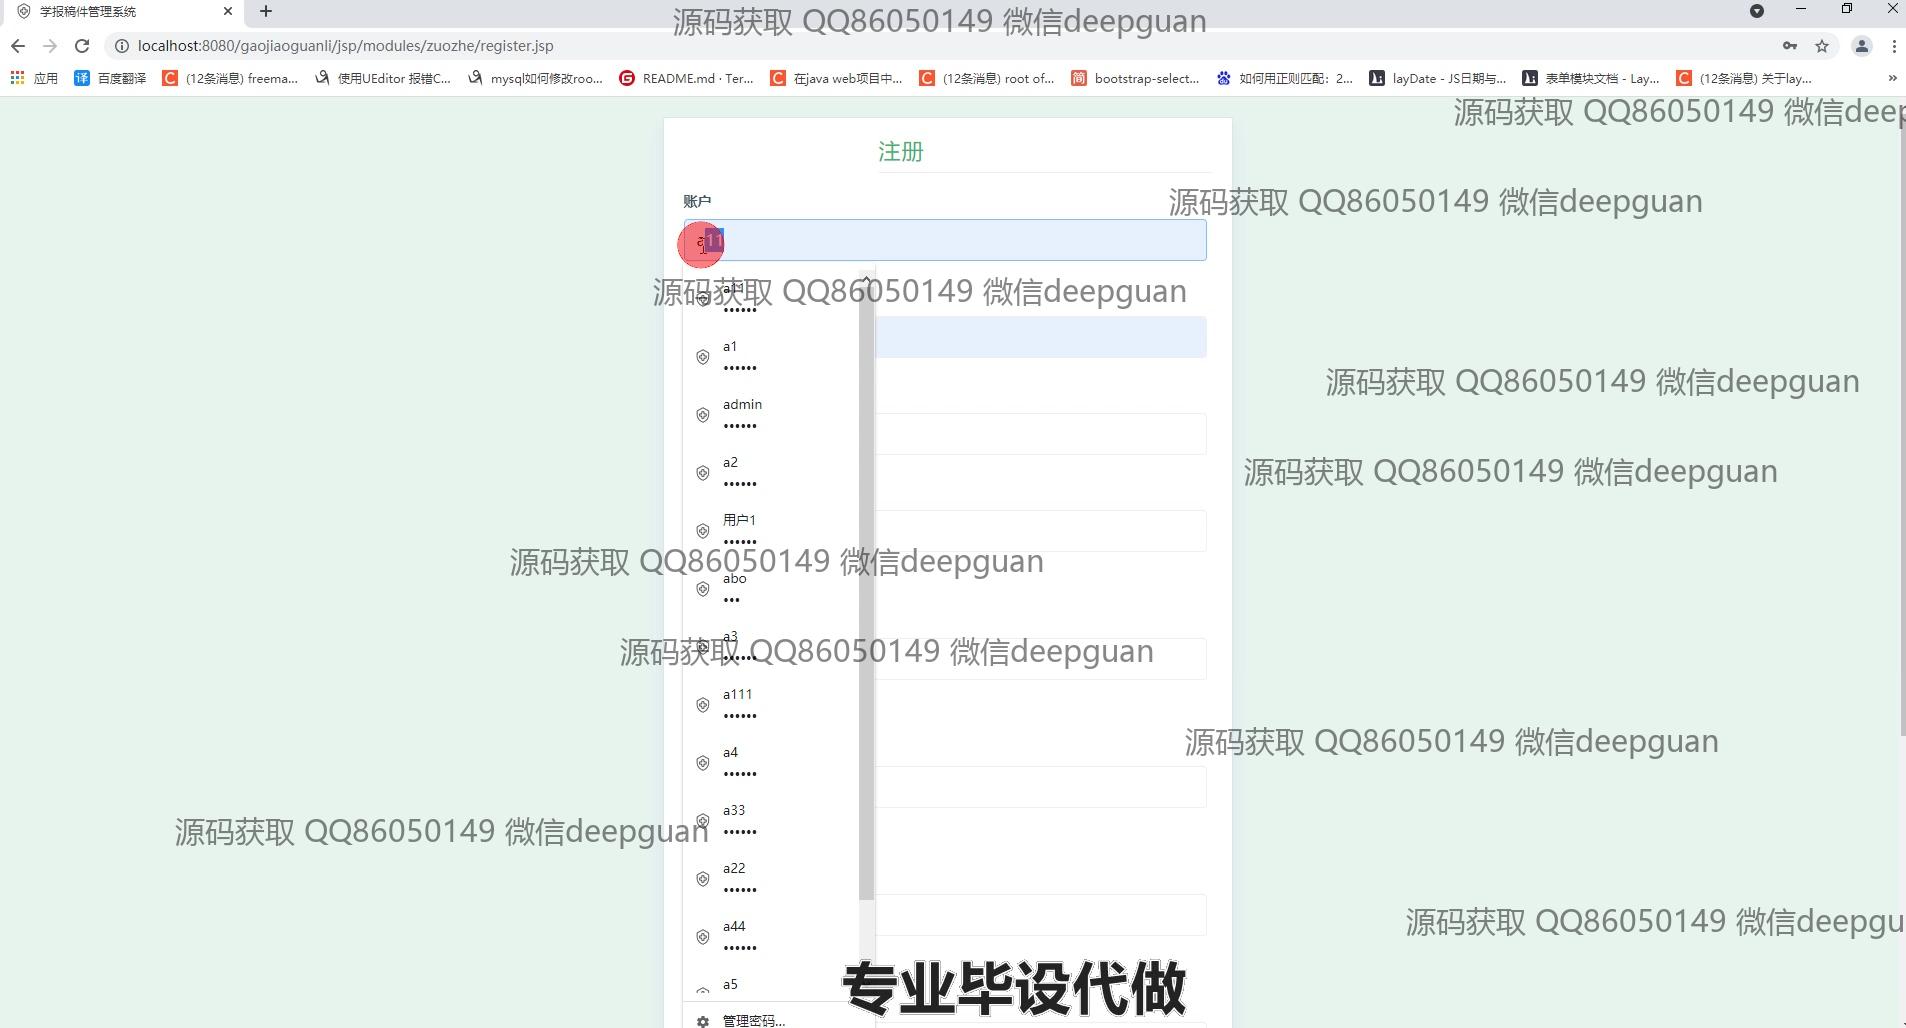 学报稿件管理系统
源码获取 QQ86050149 微信deepguan
localhost:8080/gaojiaoguanli/jsp/modules/zuozhe/register.jsp
应用 百度翻译 (12条消息) freema... 使用UEditor 报错C... mysql如何修改roo... README.md · Ter... 在java web项目中... (12条消息) root of... bootstrap-select... 如何用正则匹配：2... layDate - JS日期与... 表单模块文档 - Lay... (12条消息) 关于lay...
源码获取 QQ86050149 微信deep
注册
账户
源码获取 QQ86050149 微信deepguan
a11
a11
源码获取 QQ86050149 微信deepguan
••••••
a1
••••••
源码获取 QQ86050149 微信deepguan
admin
••••••
a2
源码获取 QQ86050149 微信deepguan
••••••
用户1
••••••
源码获取 QQ86050149 微信deepguan
abo
•••
a3
源码获取 QQ86050149 微信deepguan
••••••
a111
••••••
源码获取 QQ86050149 微信deepguan
a4
••••••
a33
源码获取 QQ86050149 微信deepguan
••••••
a22
••••••
a44
源码获取 QQ86050149 微信deepgu
••••••
a5
专业毕设代做
管理密码...